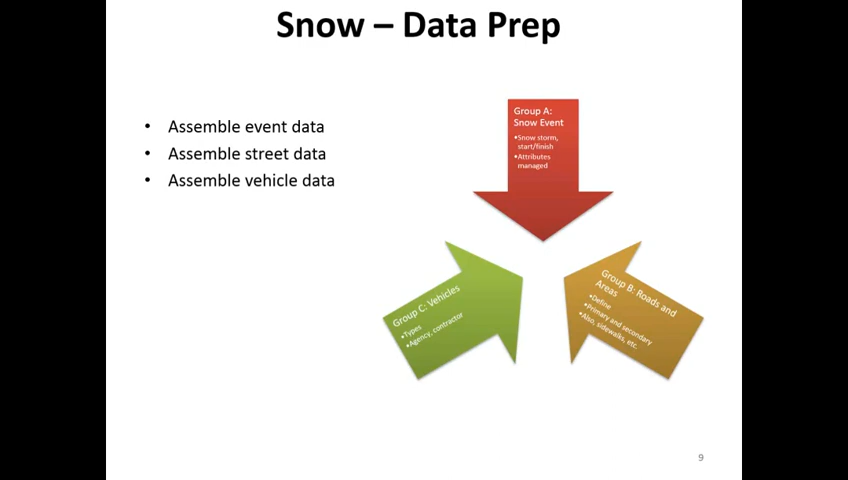 Snow – Data Prep
• Assemble event data
• Assemble street data
• Assemble vehicle data
Group A:
Snow Event
•Snow storm,
start/finish
•Attributes
managed
Group B: Roads and
Areas
•Define
•Primary and secondary
•Also, sidewalks, etc.
Group C: Vehicles
•Types
•Agency, contractor
9